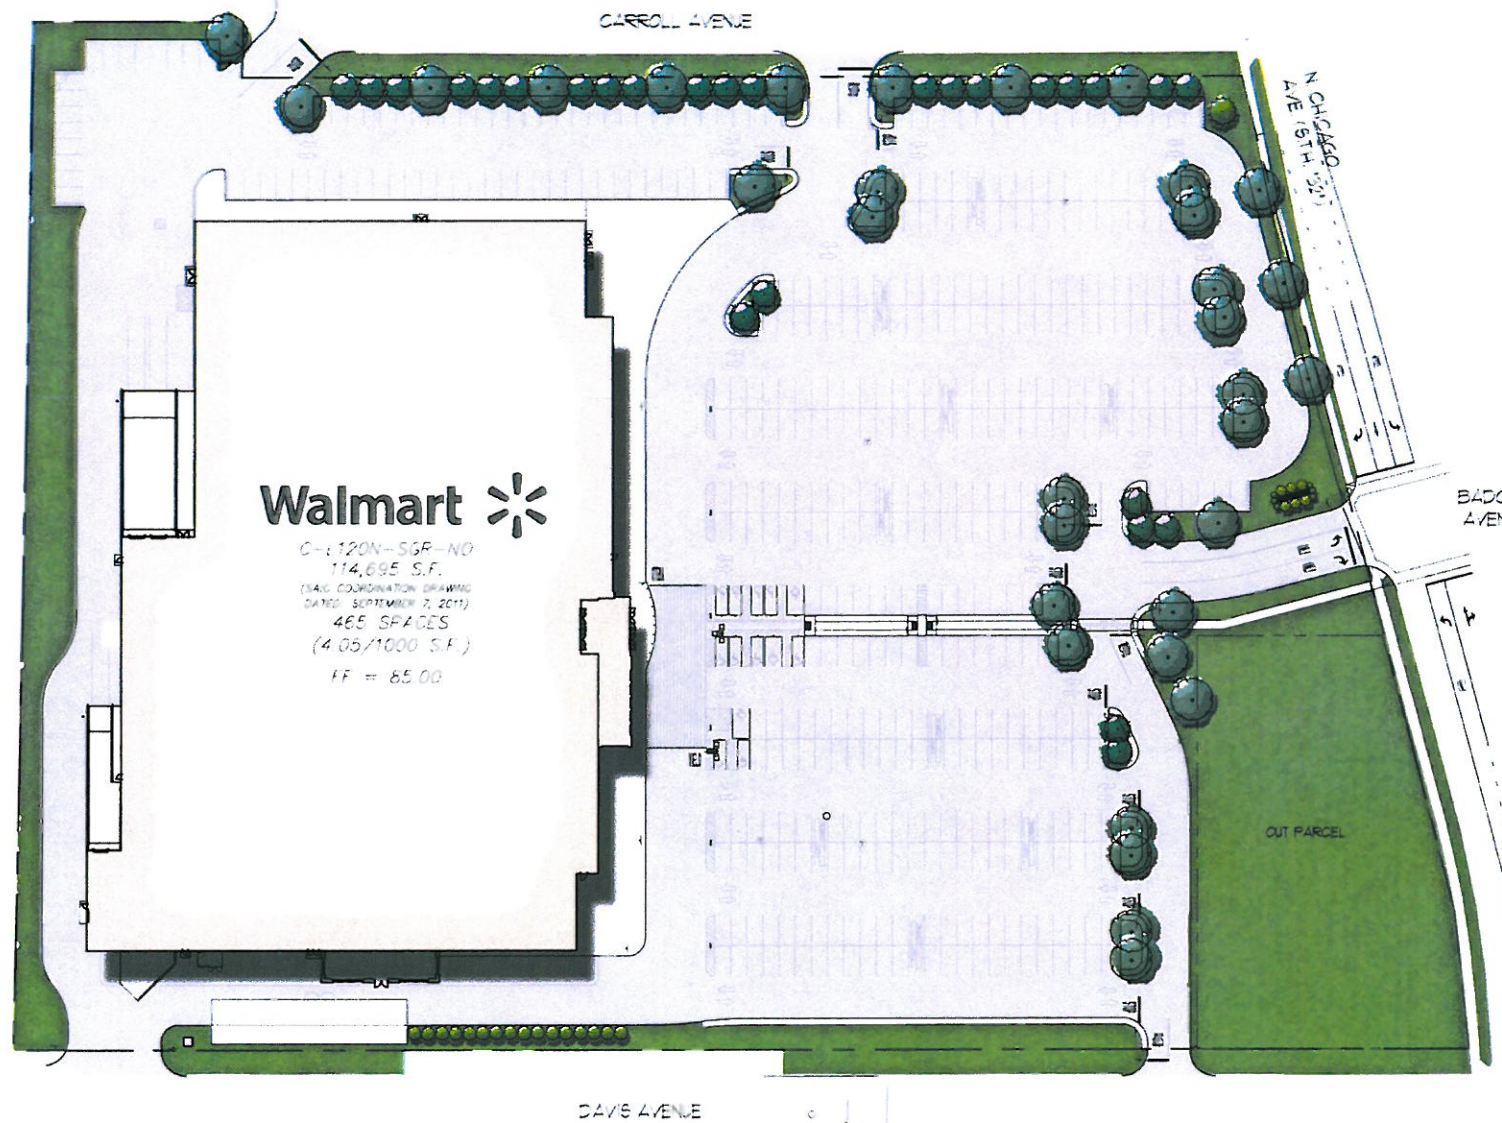 CARROLL AVENUE
N CHICAGO
AVE (STH '32')
Walmart
C-L120N-SGR-NO
114,695 S.F.
(SAIC COORDINATION DRAWING
DATED SEPTEMBER 7, 2011)
465 SPACES
(4.05/1000 S.F.)
FF = 85.00
BADG
AVEN
OUT PARCEL
DAVIS AVENUE